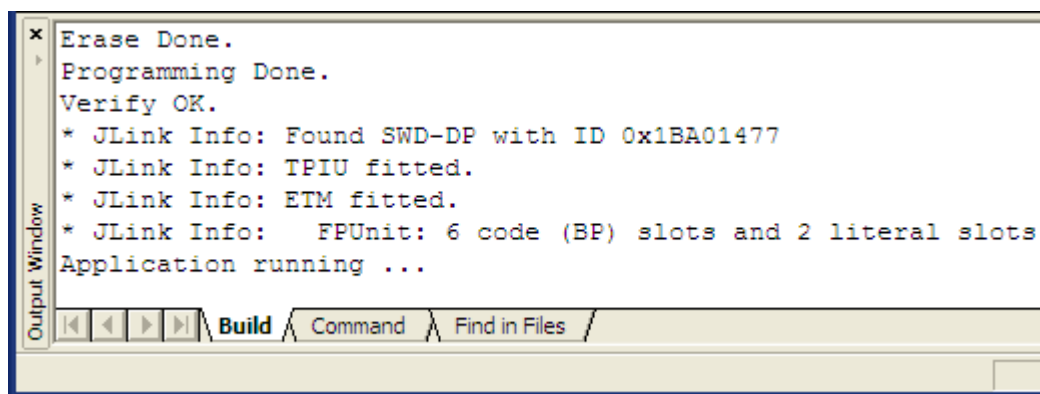 Erase Done.
Programming Done.
Verify OK.
* JLink Info: Found SWD-DP with ID 0x1BA01477
* JLink Info: TPIU fitted.
* JLink Info: ETM fitted.
* JLink Info:   FPUnit: 6 code (BP) slots and 2 literal slots
Application running ...
Output Window
Build Command Find in Files